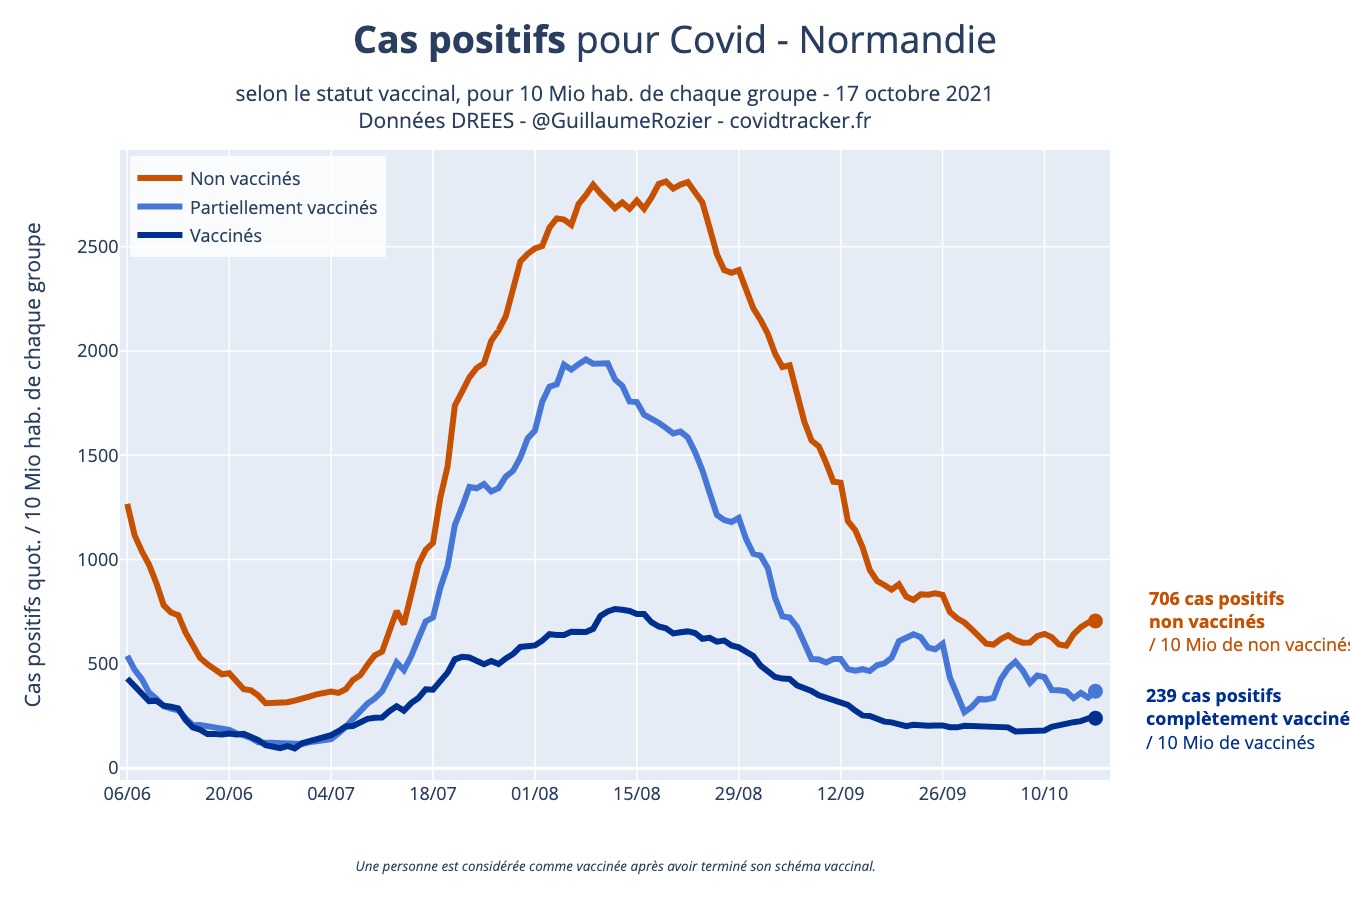 Cas positifs pour Covid - Normandie
selon le statut vaccinal, pour 10 Mio hab. de chaque groupe - 17 octobre 2021
Données DREES - @GuillaumeRozier - covidtracker.fr
Non vaccinés
Partiellement vaccinés
Vaccinés
Cas positifs quot. / 10 Mio hab. de chaque groupe
2500
2000
1500
1000
500
0
06/06 20/06 04/07 18/07 01/08 15/08 29/08 12/09 26/09 10/10
706 cas positifs
non vaccinés
/ 10 Mio de non vaccinés
239 cas positifs
complètement vacciné
/ 10 Mio de vaccinés
Une personne est considérée comme vaccinée après avoir terminé son schéma vaccinal.